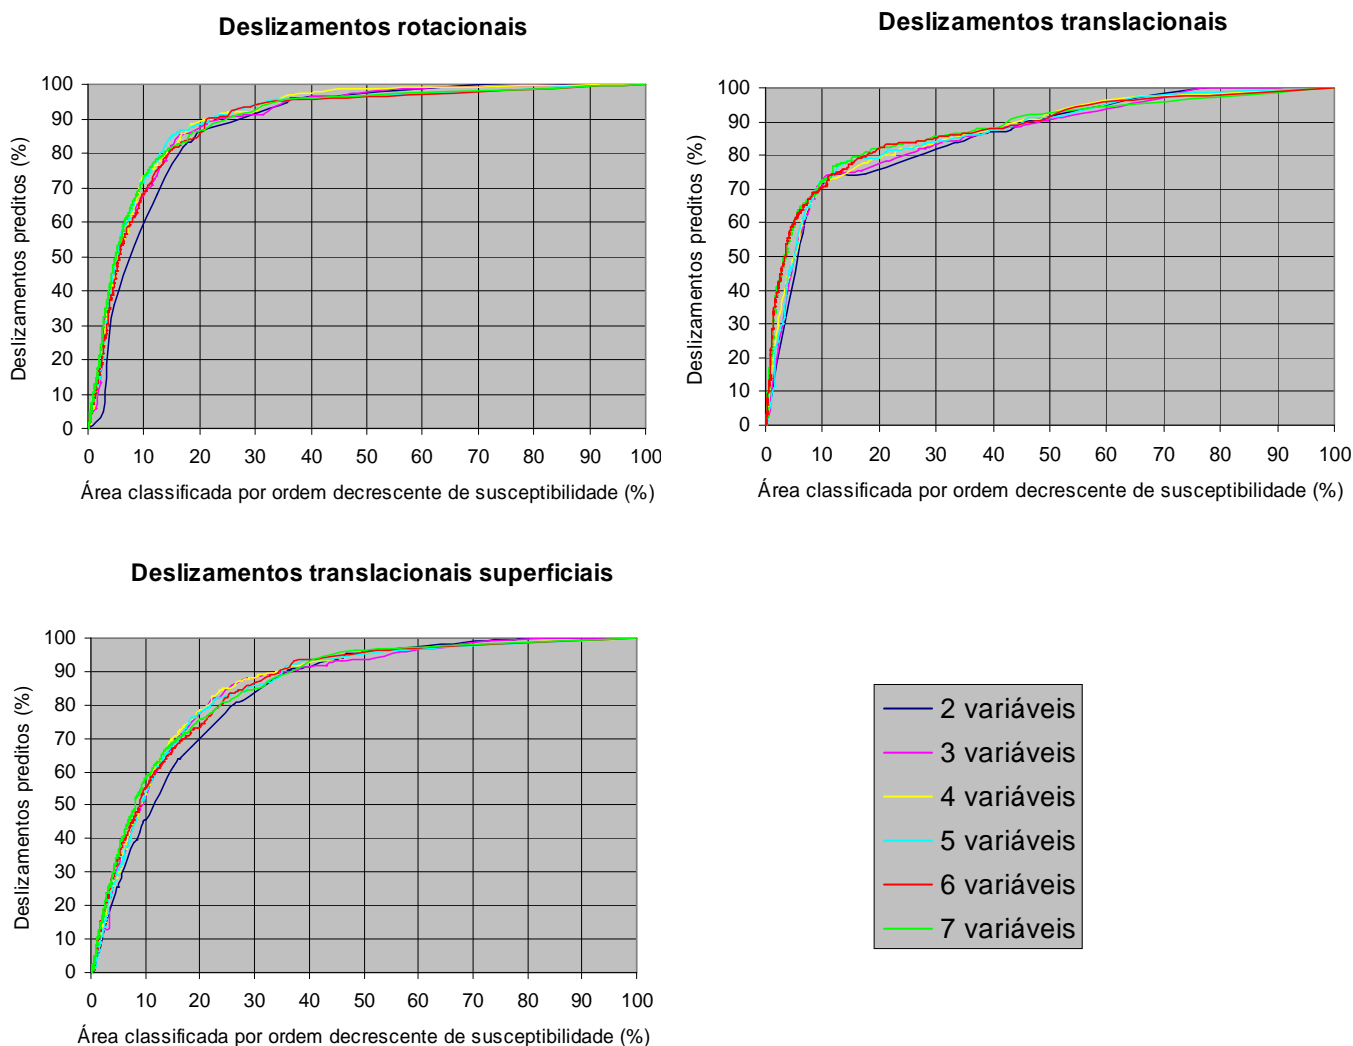 Deslizamentos rotacionais
100
90
80
70
60
50
40
30
20
10
0
Deslizamentos preditos (%)
0 10 20 30 40 50 60 70 80 90 100
Área classificada por ordem decrescente de susceptibilidade (%)
Deslizamentos translacionais
100
90
80
70
60
50
40
30
20
10
0
Deslizamentos preditos (%)
0 10 20 30 40 50 60 70 80 90 100
Área classificada por ordem decrescente de susceptibilidade (%)
Deslizamentos translacionais superficiais
100
90
80
70
60
50
40
30
20
10
0
Deslizamentos preditos (%)
0 10 20 30 40 50 60 70 80 90 100
Área classificada por ordem decrescente de susceptibilidade (%)
2 variáveis
3 variáveis
4 variáveis
5 variáveis
6 variáveis
7 variáveis